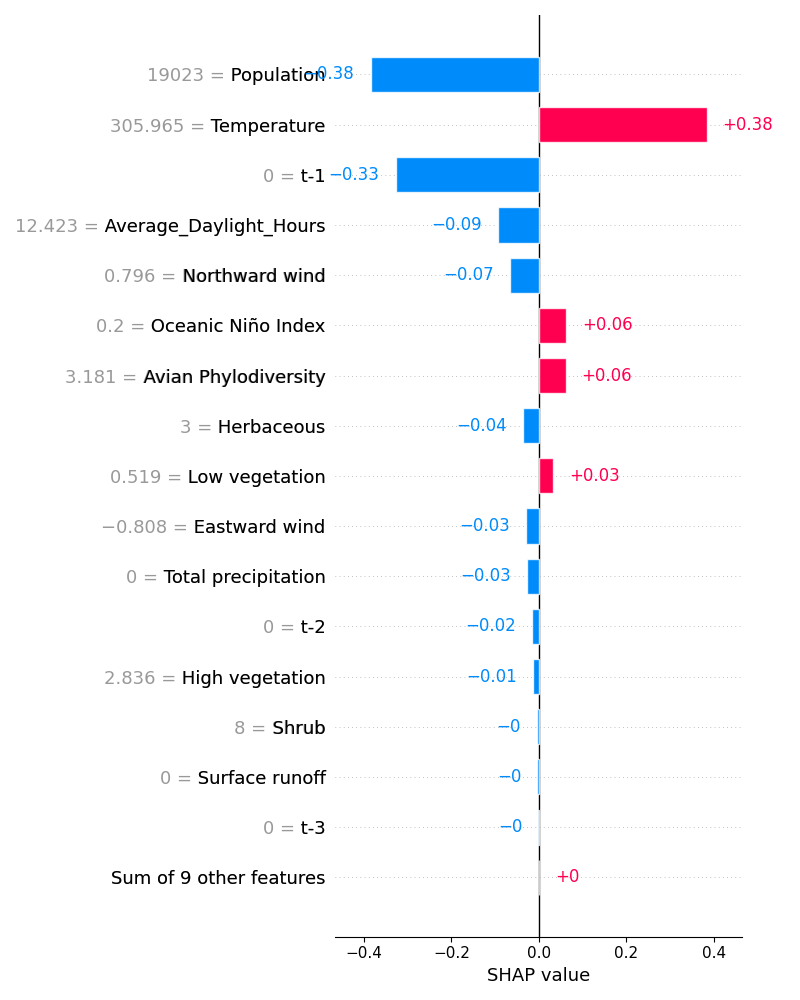 19023 = Population −0.38
305.965 = Temperature +0.38
0 = t-1 −0.33
12.423 = Average_Daylight_Hours −0.09
0.796 = Northward wind −0.07
0.2 = Oceanic Niño Index +0.06
3.181 = Avian Phylodiversity +0.06
3 = Herbaceous −0.04
0.519 = Low vegetation +0.03
−0.808 = Eastward wind −0.03
0 = Total precipitation −0.03
0 = t-2 −0.02
2.836 = High vegetation −0.01
8 = Shrub −0
0 = Surface runoff −0
0 = t-3 −0
Sum of 9 other features +0
−0.4 −0.2 0.0 0.2 0.4
SHAP value